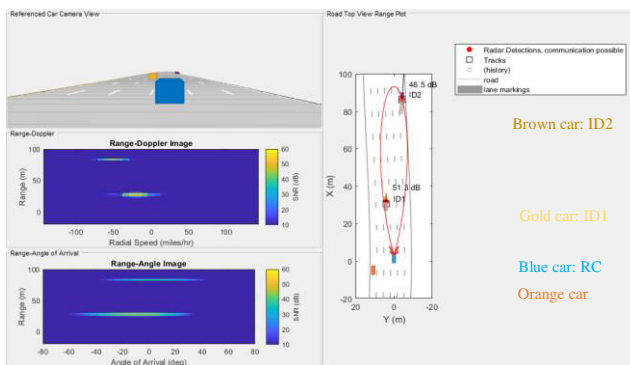 Referenced Car Camera View
Range-Doppler
Range-Doppler Image
Range (m)
100
50
0
-100
-50
0
50
100
Radial Speed (miles/hr)
60
50
40
30
20
10
SNR (dB)
Range-Angle of Arrival
Range-Angle Image
Range (m)
100
50
0
-80
-60
-40
-20
0
20
40
60
80
Angle of Arrival (deg)
60
50
40
30
20
10
SNR (dB)
Road Top View Range Plot
X (m)
100
80
60
40
20
0
-20
20
0
-20
Y (m)
46.5 dB
ID2
51.3 dB
ID1
Radar Detections, communication possible
Tracks
(history)
road
lane markings
Brown car: ID2
Gold car: ID1
Blue car: RC
Orange car